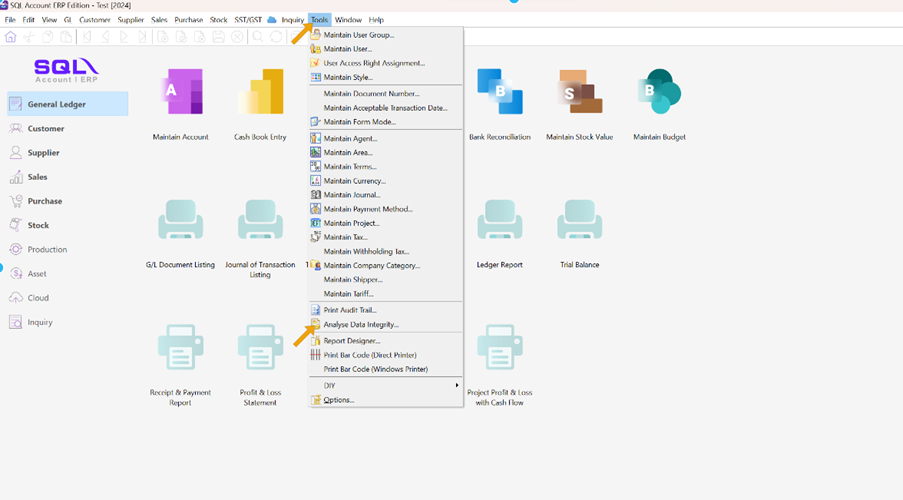 SQL Account ERP Edition - Test [2024]
File Edit View GL Customer Supplier Sales Purchase Stock SST/GST Inquiry Tools Window Help
SQL
Account | ERP
General Ledger
Customer
Supplier
Sales
Purchase
Stock
Production
Asset
Cloud
Inquiry
A
Maintain Account
Cash Book Entry
G/L Document Listing
Journal of Transaction
Listing
Receipt & Payment
Report
Profit & Loss
Statement
Maintain User Group...
Maintain User...
User Access Right Assignment...
Maintain Style...
Maintain Document Number...
Maintain Acceptable Transaction Date...
Maintain Form Mode...
Maintain Agent...
Maintain Area...
Maintain Terms...
Maintain Currency...
Maintain Journal...
Maintain Payment Method...
Maintain Project...
Maintain Tax...
Maintain Withholding Tax...
Maintain Company Category...
Maintain Shipper...
Maintain Tariff...
Print Audit Trail...
Analyse Data Integrity...
Report Designer...
Print Bar Code (Direct Printer)
Print Bar Code (Windows Printer)
DIY
Options...
B
Bank Reconciliation
S
Maintain Stock Value
B
Maintain Budget
Ledger Report
Trial Balance
Project Profit & Loss
with Cash Flow